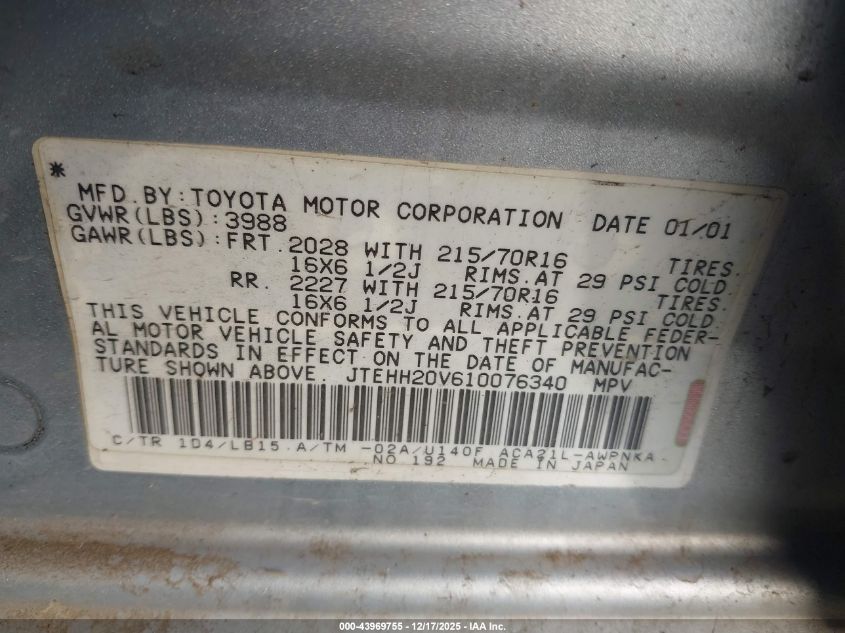 *
MFD.BY:TOYOTA MOTOR CORPORATION DATE 01/01
GVWR(LBS):3988
GAWR(LBS):FRT.2028 WITH 215/70R16 TIRES.
16X6 1/2J RIMS.AT 29 PSI COLD
RR. 2227 WITH 215/70R16 TIRES.
16X6 1/2J RIMS.AT 29 PSI COLD.
THIS VEHICLE CONFORMS TO ALL APPLICABLE FEDER-
AL MOTOR VEHICLE SAFETY AND THEFT PREVENTION
STANDARDS IN EFFECT ON THE DATE OF MANUFAC-
TURE SHOWN ABOVE. JTEHH20V610076340 MPV
C/TR 1D4/LB15.A/TM -02A/U140F ACA21L-AWPNKA
NO 192 MADE IN JAPAN
000-43969755 - 12/17/2025 - IAA Inc.